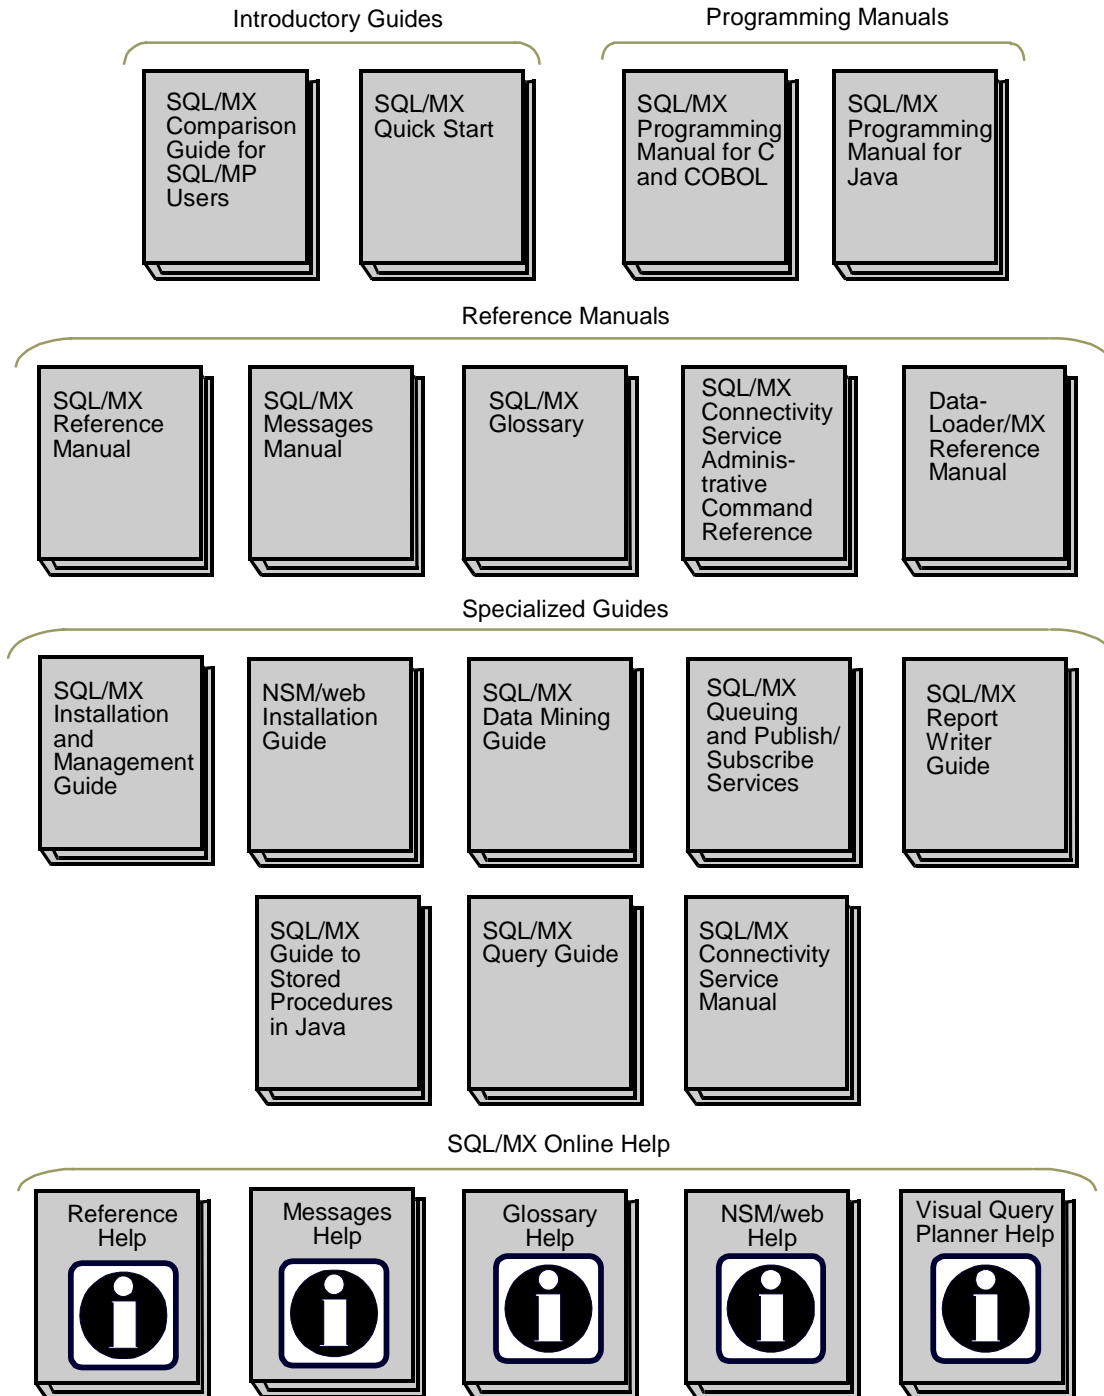 Introductory Guides
Programming Manuals
SQL/MX
Comparison
Guide for
SQL/MP
Users
SQL/MX
Quick Start
SQL/MX
Programming
Manual for C
and COBOL
SQL/MX
Programming
Manual for
Java
Reference Manuals
SQL/MX
Reference
Manual
SQL/MX
Messages
Manual
SQL/MX
Glossary
SQL/MX
Connectivity
Service
Adminis-
trative
Command
Reference
Data-
Loader/MX
Reference
Manual
Specialized Guides
SQL/MX
Installation
and
Management
Guide
NSM/web
Installation
Guide
SQL/MX
Data Mining
Guide
SQL/MX
Queuing
and Publish/
Subscribe
Services
SQL/MX
Report
Writer
Guide
SQL/MX
Guide to
Stored
Procedures
in Java
SQL/MX
Query Guide
SQL/MX
Connectivity
Service
Manual
SQL/MX Online Help
Reference
Help
Messages
Help
Glossary
Help
NSM/web
Help
Visual Query
Planner Help